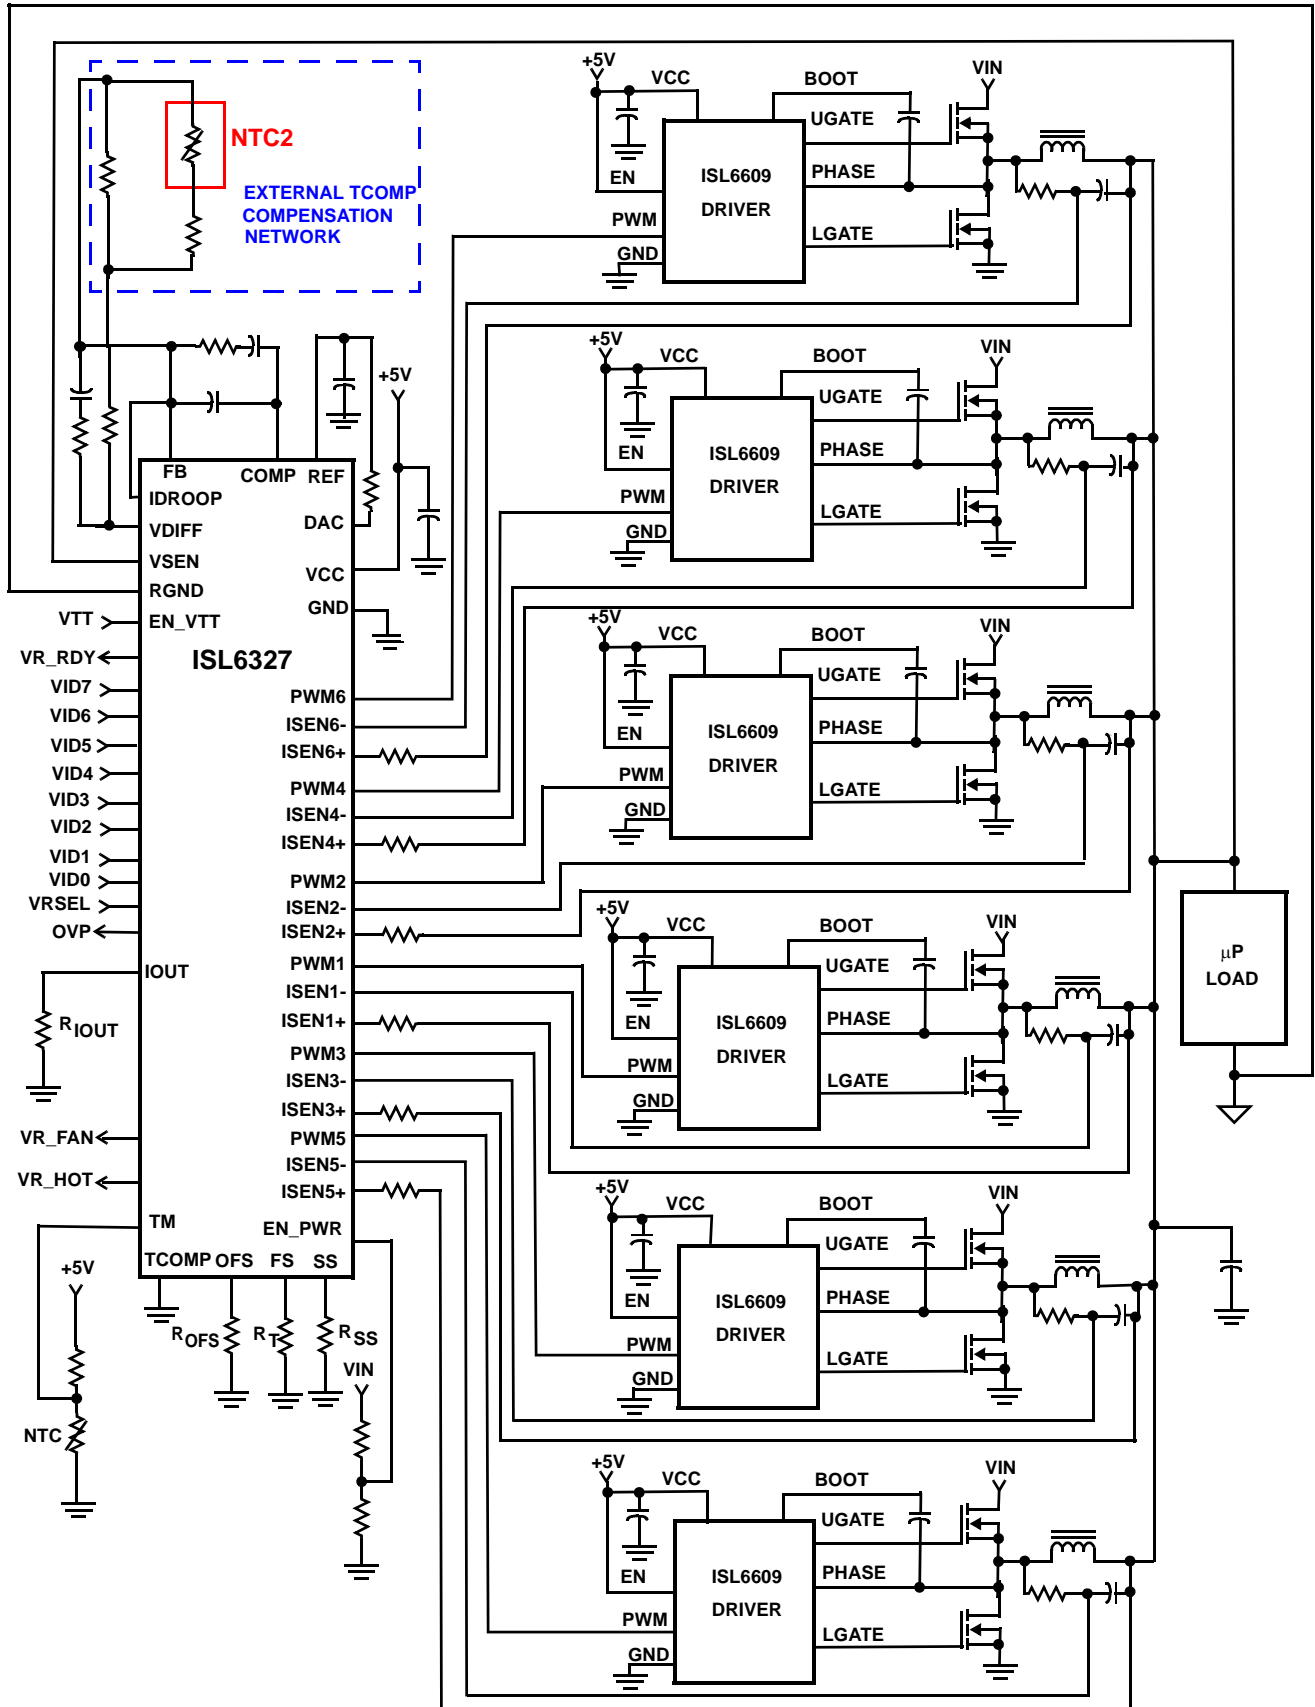 NTC2
EXTERNAL TCOMP
COMPENSATION
NETWORK
+5V
VCC
BOOT
VIN
UGATE
EN
ISL6609
DRIVER
PHASE
PWM
LGATE
GND
+5V
VCC
BOOT
VIN
UGATE
EN
ISL6609
DRIVER
PHASE
PWM
LGATE
GND
+5V
VCC
BOOT
VIN
UGATE
EN
ISL6609
DRIVER
PHASE
PWM
LGATE
GND
+5V
VCC
BOOT
VIN
UGATE
EN
ISL6609
DRIVER
PHASE
PWM
LGATE
GND
+5V
VCC
BOOT
VIN
UGATE
EN
ISL6609
DRIVER
PHASE
PWM
LGATE
GND
+5V
VCC
BOOT
VIN
UGATE
EN
ISL6609
DRIVER
PHASE
PWM
LGATE
GND
µP
LOAD
+5V
FB
COMP
REF
IDROOP
VDIFF
VSEN
RGND
EN_VTT
DAC
VCC
GND
ISL6327
VTT
VR_RDY
VID7
VID6
VID5
VID4
VID3
VID2
VID1
VID0
VRSEL
OVP
IOUT
RIOUT
VR_FAN
VR_HOT
TM
PWM6
ISEN6-
ISEN6+
PWM4
ISEN4-
ISEN4+
PWM2
ISEN2-
ISEN2+
PWM1
ISEN1-
ISEN1+
PWM3
ISEN3-
ISEN3+
PWM5
ISEN5-
ISEN5+
EN_PWR
TCOMP
OFS
FS
SS
+5V
ROFS
RT
RSS
VIN
NTC